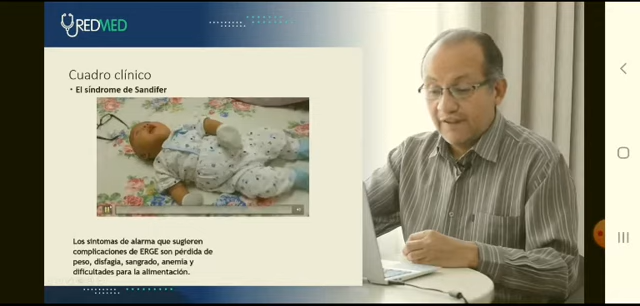 REDMED
Cuadro clínico
• El síndrome de Sandifer
Los síntomas de alarma que sugieren
complicaciones de ERGE son pérdida de
peso, disfagia, sangrado, anemia y
dificultades para la alimentación.